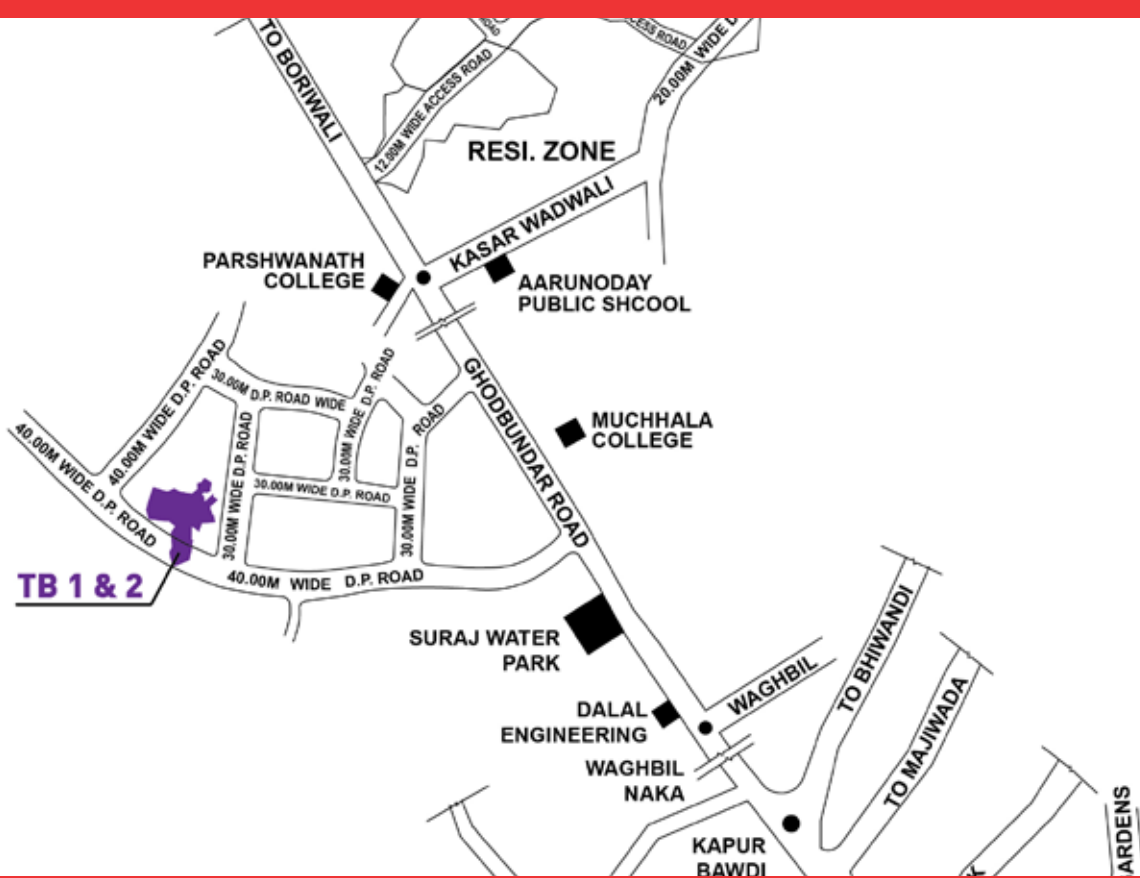 TO BORIWALI
ROAD
CESS ROAD
20.00M WIDE D
12.00M WIDE ACCESS ROAD
RESI. ZONE
KASAR WADWALI
PARSHWANATH
COLLEGE
AARUNODAY
PUBLIC SHCOOL
GHODBUNDAR ROAD
40.00M WIDE D.P. ROAD
30.00M D.P. ROAD WIDE
30.00M WIDE D.P. ROAD
30.00M WIDE D.P. ROAD
30.00M WIDE D.P. ROAD
30.00M WIDE D.P. ROAD
MUCHHALA
COLLEGE
40.00M WIDE D.P. ROAD
40.00M WIDE D.P. ROAD
TB 1 & 2
SURAJ WATER
PARK
WAGHBIL
TO BHIWANDI
TO MAJIWADA
DALAL
ENGINEERING
WAGHBIL
NAKA
KAPUR
BAWDI
K
ARDENS